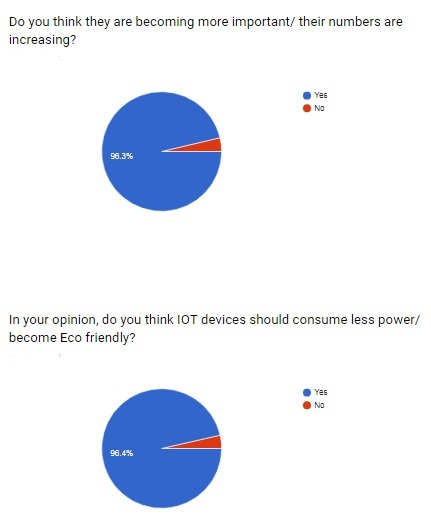 Do you think they are becoming more important/ their numbers are
increasing?
Yes
No
96.3%
In your opinion, do you think IOT devices should consume less power/
become Eco friendly?
Yes
No
96.4%